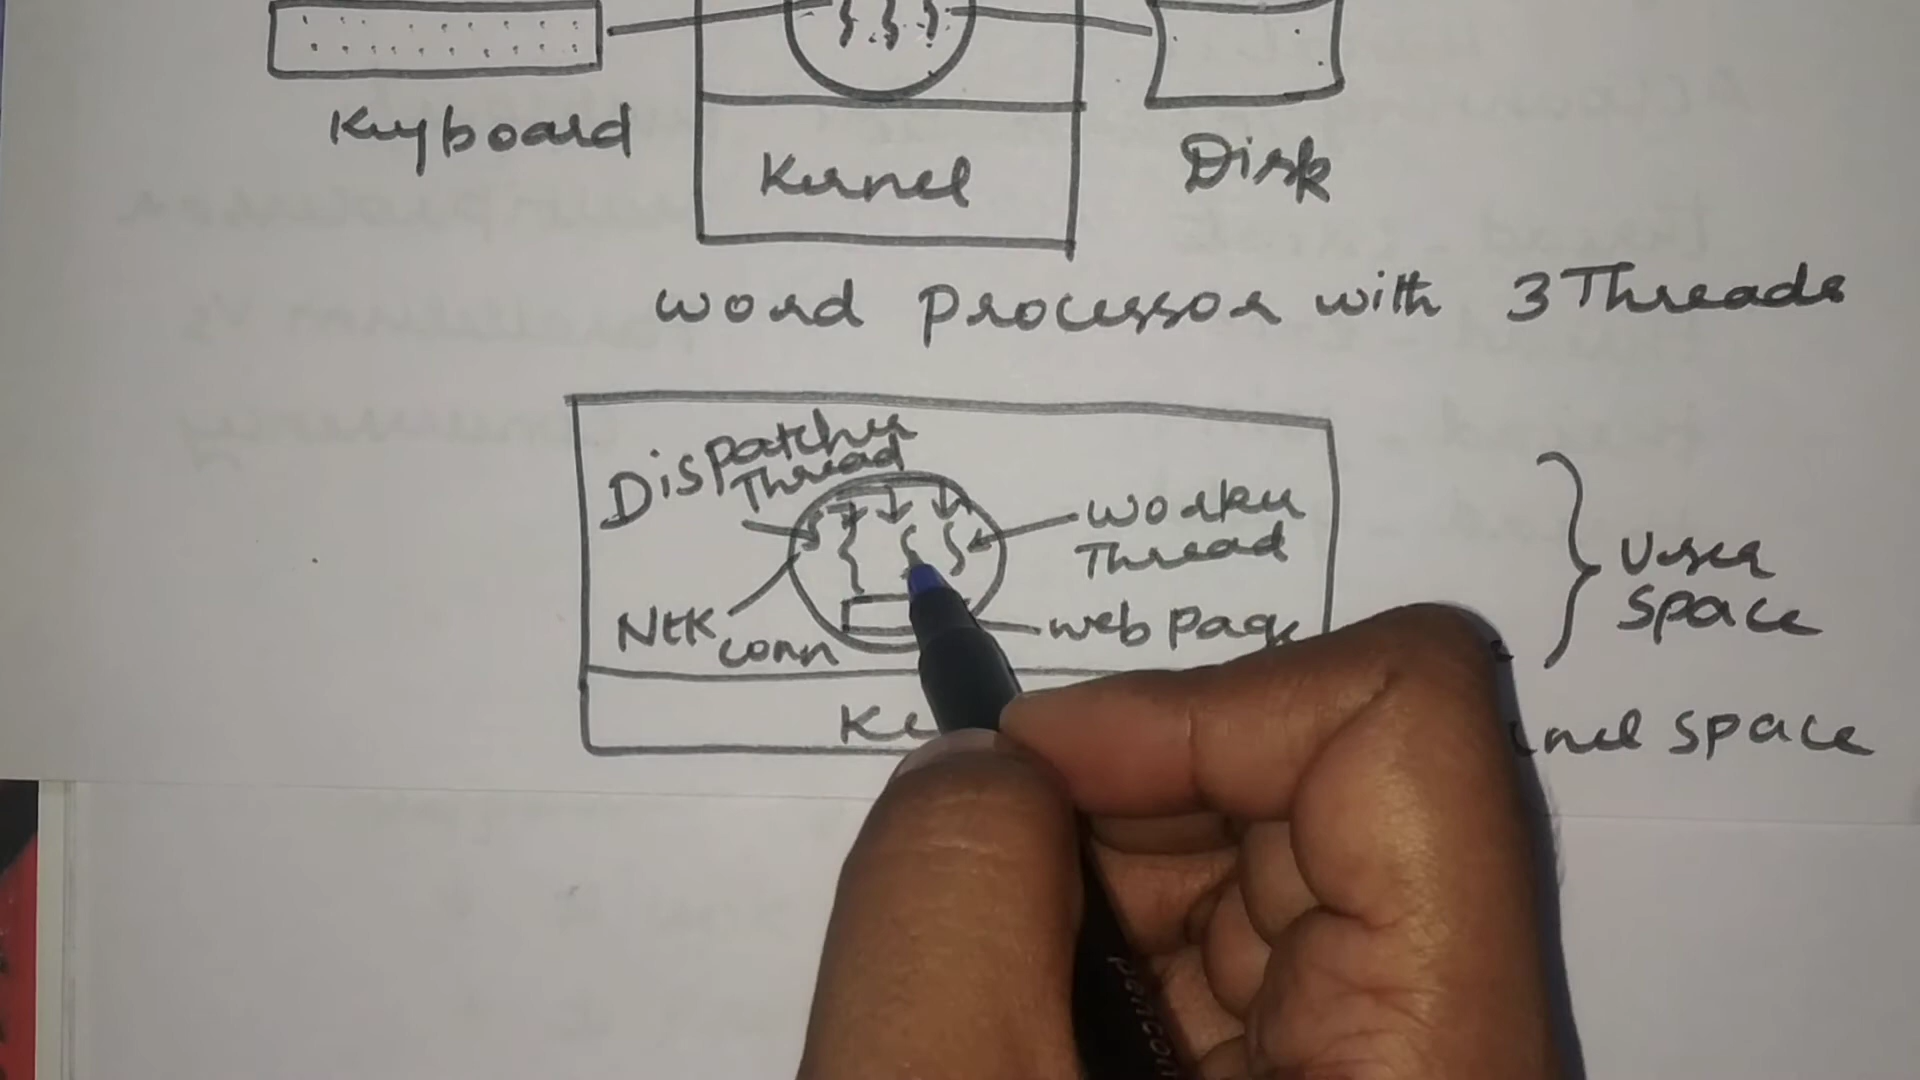 Keyboard
Kernel
Disk
word Processor with 3 Threads
Dispatcher
Thread
Worker
Thread
Ntk
conn
web Page
User
Space
Space